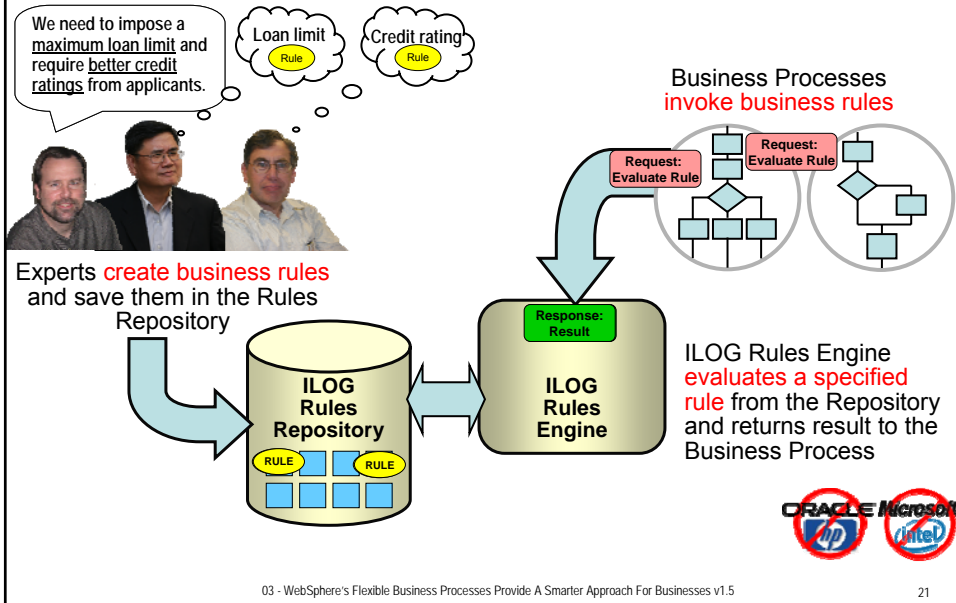 We need to impose a
maximum loan limit and
require better credit
ratings from applicants.
Loan limit
Rule
Credit rating
Rule
Business Processes
invoke business rules
Request:
Evaluate Rule
Request:
Evaluate Rule
Experts create business rules
and save them in the Rules
Repository
Response:
Result
ILOG
Rules
Repository
RULE
RULE
ILOG
Rules
Engine
ILOG Rules Engine
evaluates a specified
rule from the Repository
and returns result to the
Business Process
ORACLE
hp
Microsoft
intel
03 - WebSphere's Flexible Business Processes Provide A Smarter Approach For Businesses v1.5
21